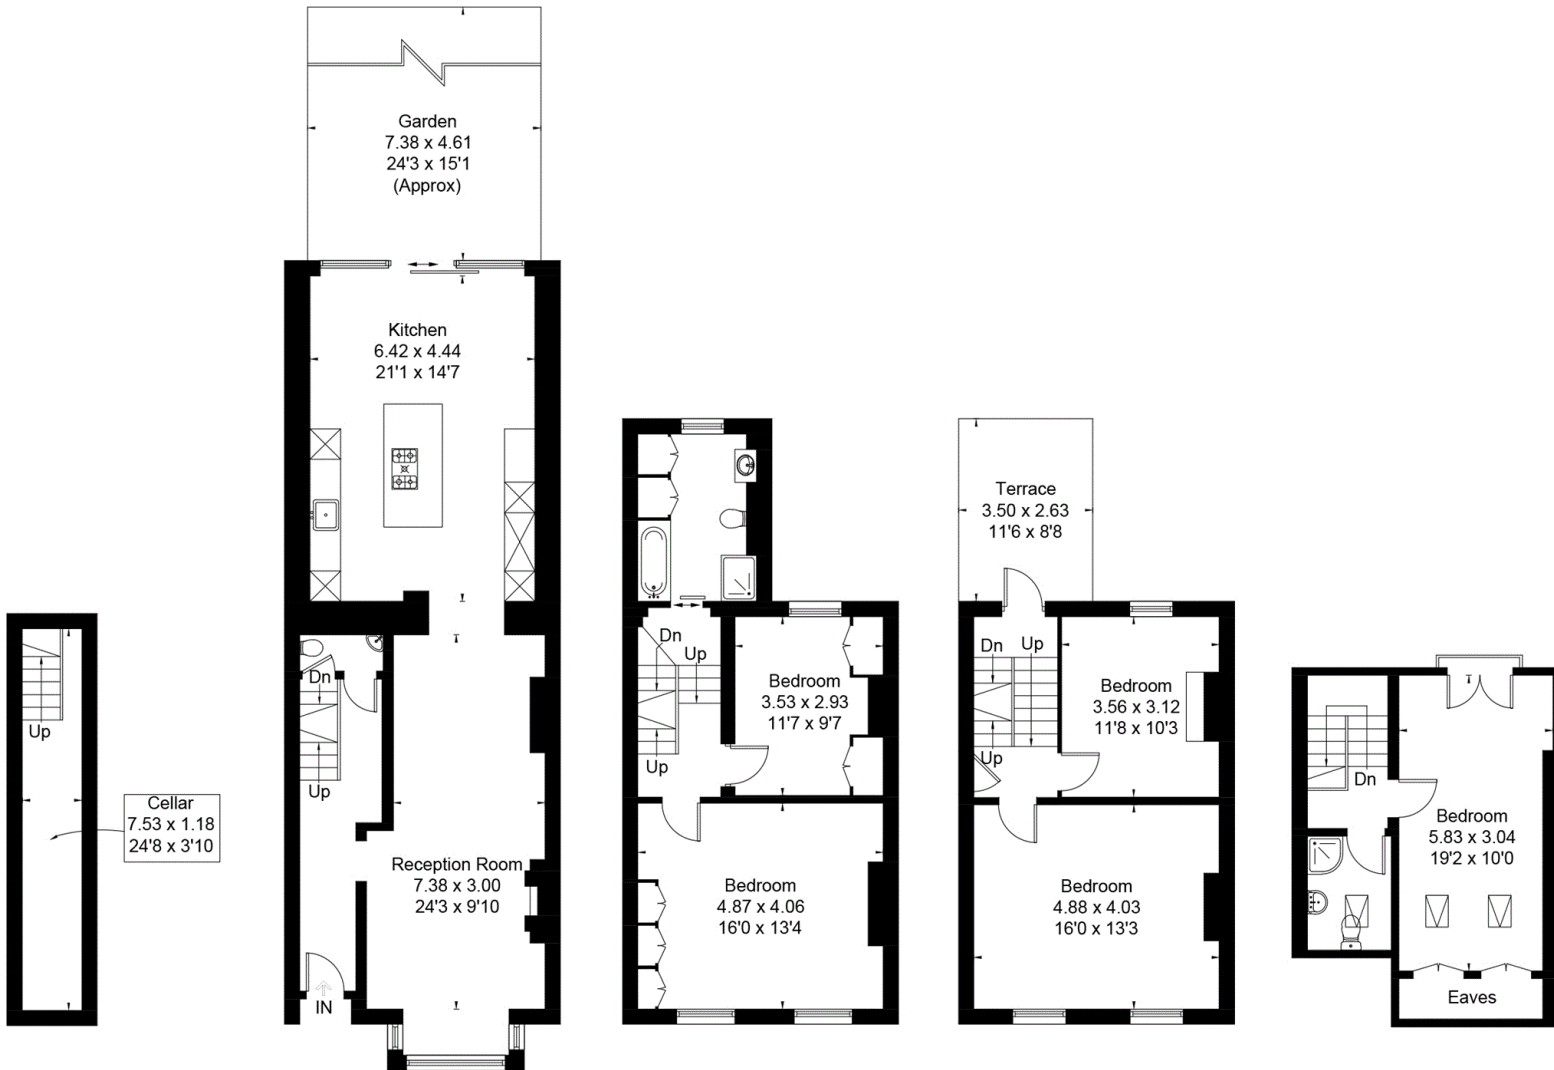 Garden
7.38 x 4.61
24'3 x 15'1
(Approx)
Kitchen
6.42 x 4.44
21'1 x 14'7
Dn
Up
Reception Room
7.38 x 3.00
24'3 x 9'10
IN
Up
Cellar
7.53 x 1.18
24'8 x 3'10
Dn
Up
Up
Bedroom
3.53 x 2.93
11'7 x 9'7
Bedroom
4.87 x 4.06
16'0 x 13'4
Terrace
3.50 x 2.63
11'6 x 8'8
Dn
Up
Up
Bedroom
3.56 x 3.12
11'8 x 10'3
Bedroom
4.88 x 4.03
16'0 x 13'3
Dn
Bedroom
5.83 x 3.04
19'2 x 10'0
Eaves